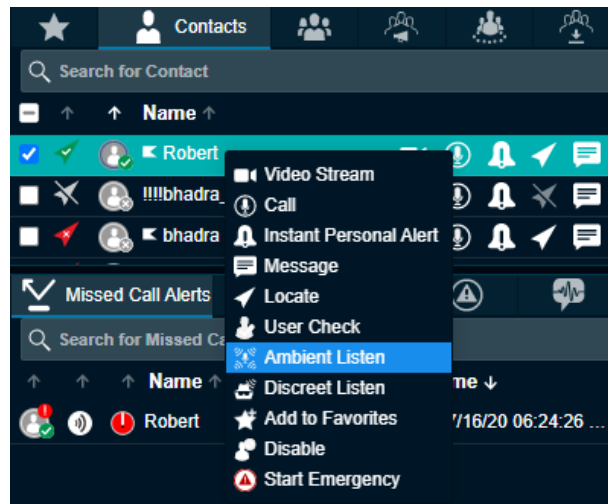 Contacts
Search for Contact
Name
Robert
!!!!bhadra_
bhadra
Video Stream
Call
Instant Personal Alert
Message
Locate
User Check
Ambient Listen
Discreet Listen
Add to Favorites
Disable
Start Emergency
Missed Call Alerts
Search for Missed Ca
Name
me
Robert
7/16/20 06:24:26 ...